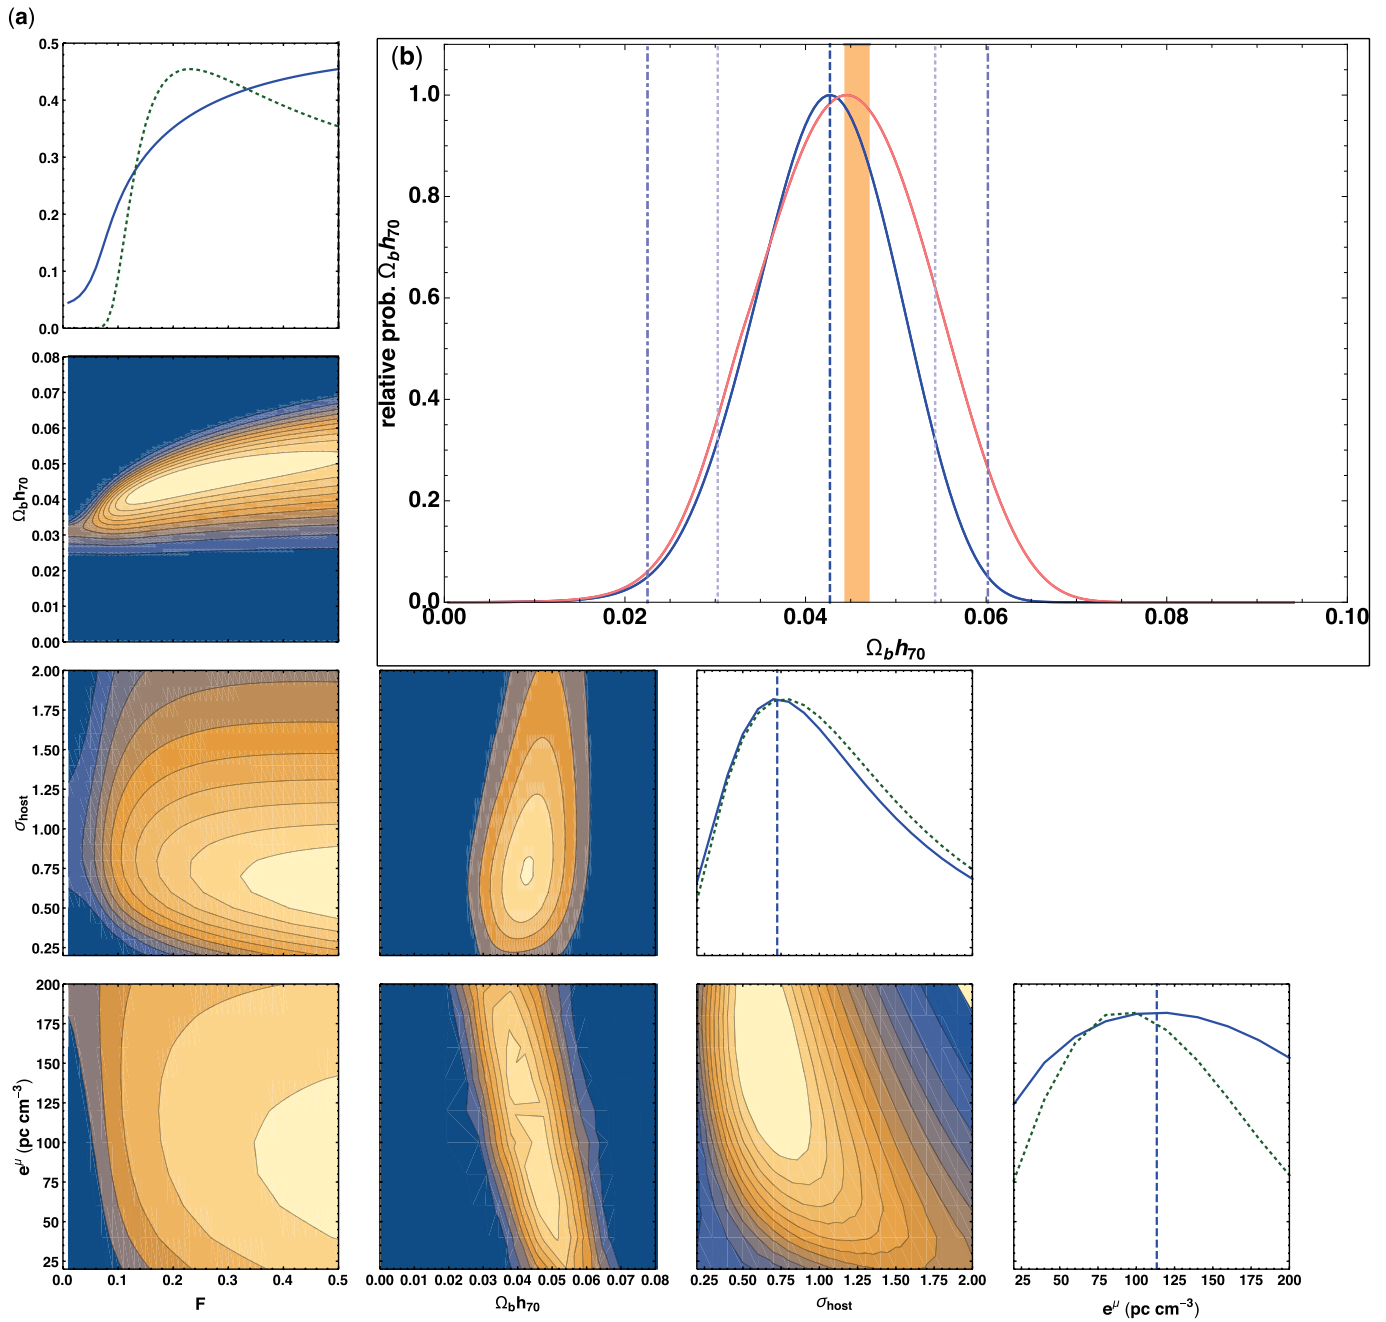 (a)
0.5
0.4
0.3
0.2
0.1
0.0
(b)
relative prob. Ω_b h_70
1.0
0.8
0.6
0.4
0.2
0.0
0.00 0.02 0.04 0.06 0.08 0.10
Ω_b h_70
Ω_b h_70
0.08
0.07
0.06
0.05
0.04
0.03
0.02
0.01
0.00
σ_host
2.00
1.75
1.50
1.25
1.00
0.75
0.50
0.25
e^μ (pc cm^−3)
200
175
150
125
100
75
50
25
0.0 0.1 0.2 0.3 0.4 0.5
F
0.00 0.01 0.02 0.03 0.04 0.05 0.06 0.07 0.08
Ω_b h_70
0.25 0.50 0.75 1.00 1.25 1.50 1.75 2.00
σ_host
25 50 75 100 125 150 175 200
e^μ (pc cm^−3)